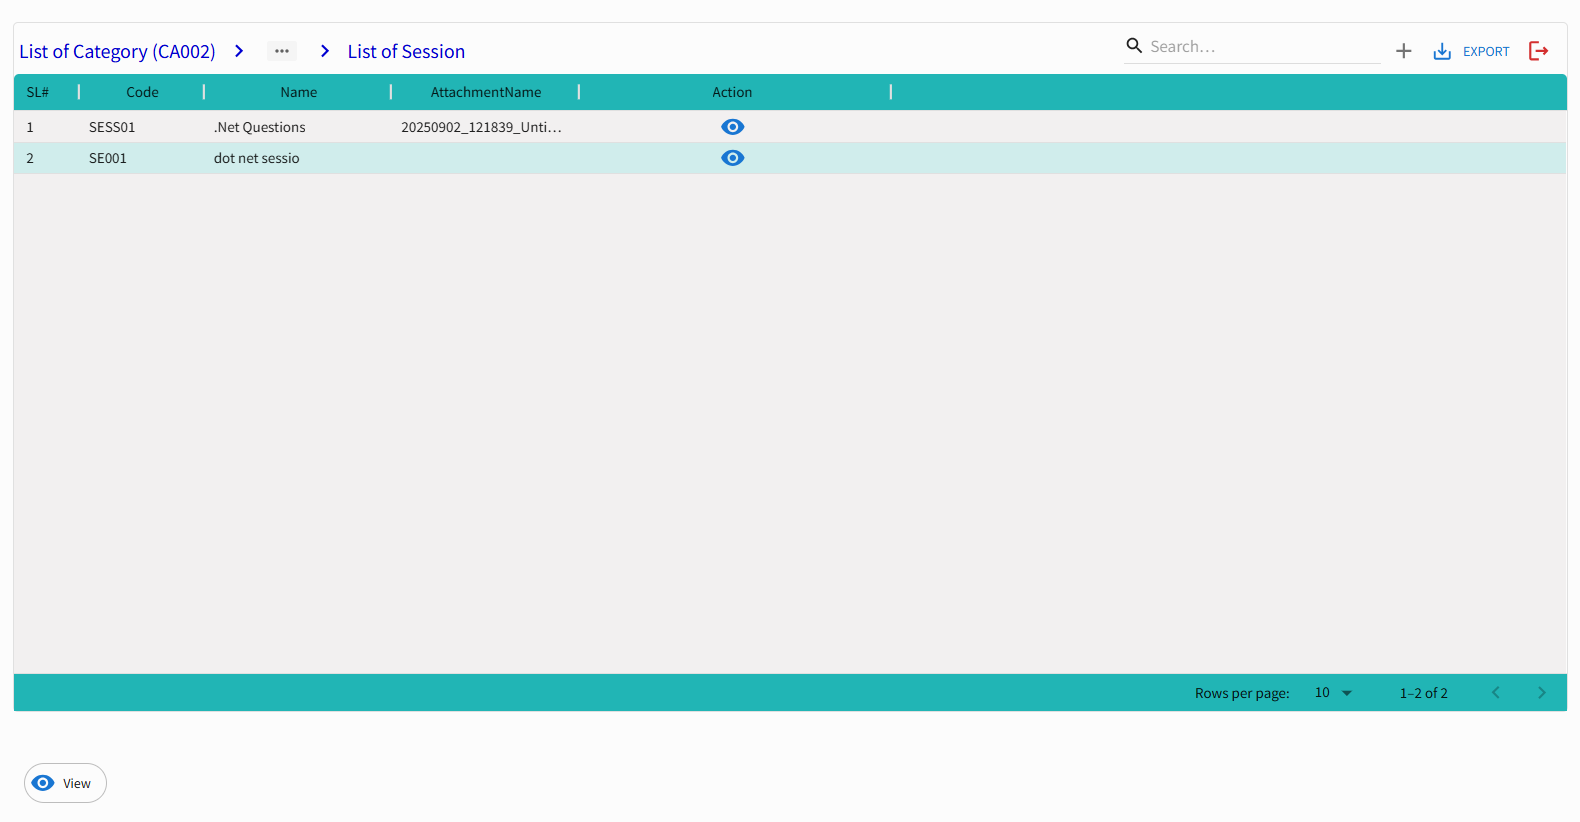 List of Category (CA002) > ••• > List of Session Search... + EXPORT
SL# Code Name AttachmentName Action
1 SESS01 .Net Questions 20250902_121839_Unti...
2 SE001 dot net sessio
Rows per page: 10 1–2 of 2
View